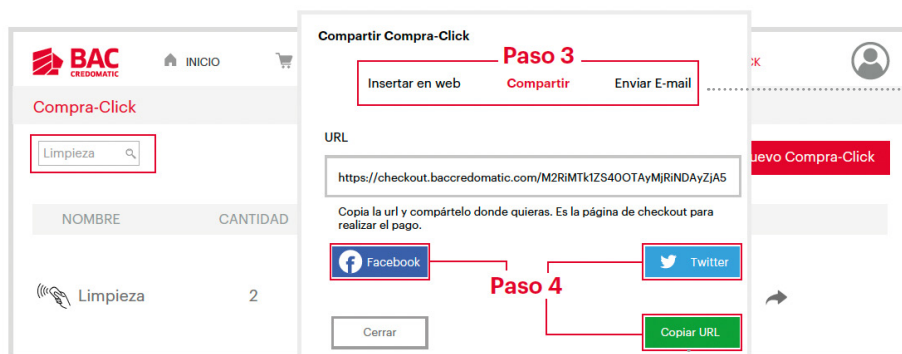 BAC
CREDOMATIC
INICIO
Compra-Click
Limpieza
NOMBRE
CANTIDAD
Limpieza
2
Compartir Compra-Click
Paso 3
Insertar en web
Compartir
Enviar E-mail
URL
https://checkout.baccredomatic.com/M2RiMTk1ZS40OTAyMjRiNDAyZjA5
Copia la url y compártelo donde quieras. Es la página de checkout para
realizar el pago.
Facebook
Twitter
Paso 4
Cerrar
Copiar URL
Compra-Click